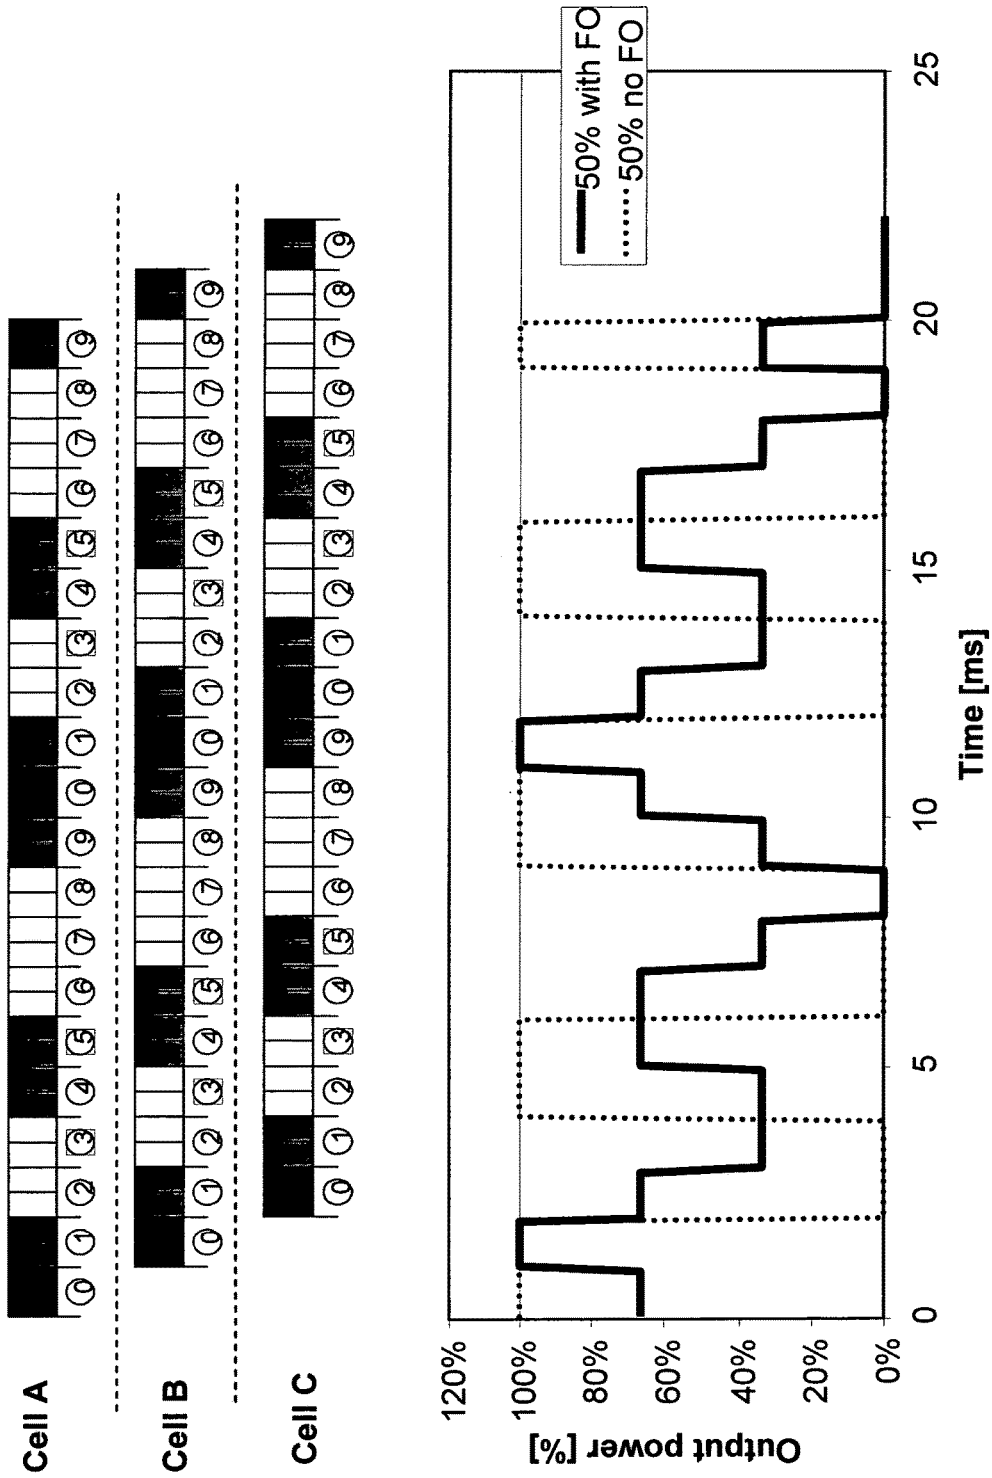 Cell A
0 1 2 3 4 5 6 7 8 9 0 1 2 3 4 5 6 7 8 9
Cell B
0 1 2 3 4 5 6 7 8 9 0 1 2 3 4 5 6 7 8 9
Cell C
0 1 2 3 4 5 6 7 8 9 0 1 2 3 4 5 6 7 8 9
Output power [%]
120%
100%
80%
60%
40%
20%
0%
50% with FO
50% no FO
0 5 10 15 20 25
Time [ms]